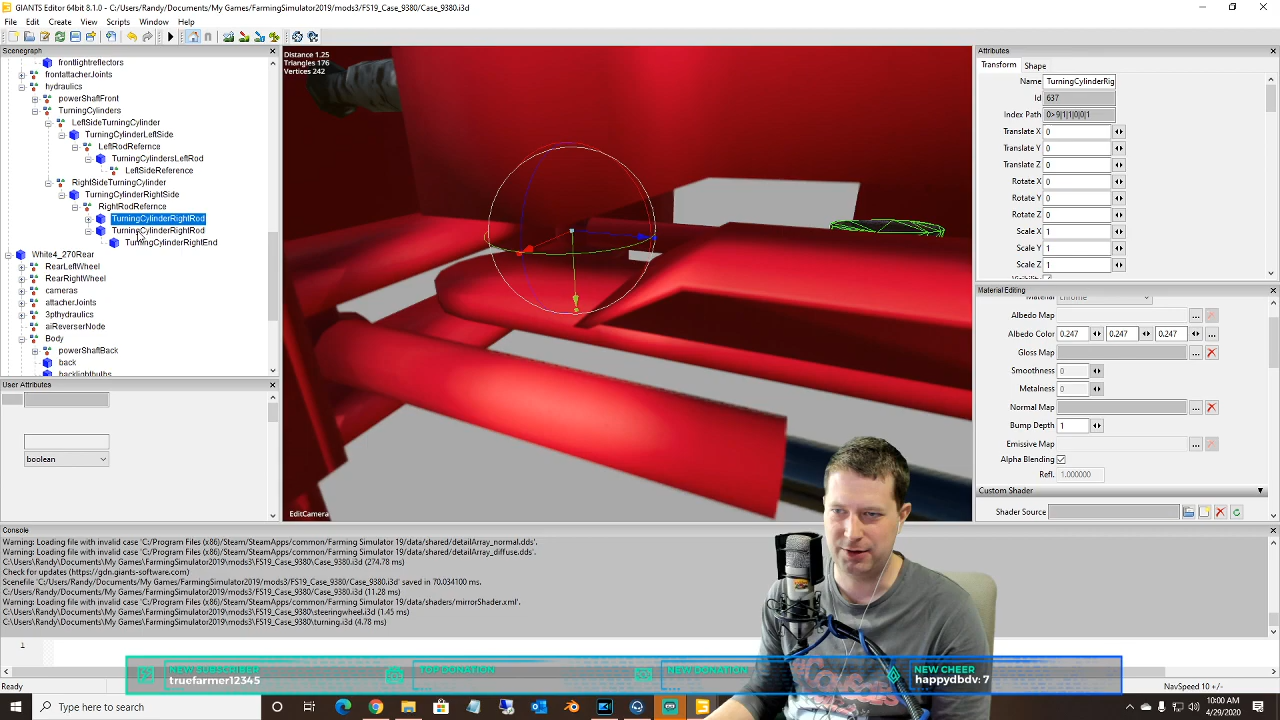 GIANTS Editor 64bit 8.1.0 - C:/Users/Randy/Documents/My Games/FarmingSimulator2019/mods3/FS19_Case_9380/Case_9380.i3d
File Create Edit View Scripts Window Help
Scenegraph
frontlightreflectors
frontattacherJoints
hydraulics
powerShaftFront
TurningCylinders
LeftSideTurningCylinder
TurningCylinderLeftSide
LeftRodRefernce
TurningCylindersLeftRod
LeftSideReference
RightSideTurningCylinder
TurningCylinderRightSide
RightRodRefernce
TurningCylinderRightRod
TurningCylinderRightRod
TurningCylinderRightEnd
White4_270Rear
RearLeftWheel
RearRightWheel
cameras
attacherJoints
3pthydraulics
aiReverserNode
Body
powerShaftBack
back
backlightbulbs
User Attributes
boolean
Distance 1.25
Triangles 176
Vertices 242
EditCamera
Attributes
Transform Shape
Name TurningCylinderRig
Id 637
Index Path 0>9|1|1|0|0|1
Translate X 0
Translate Y 0
Translate Z 0
Rotate X 0
Rotate Y 0
Rotate Z 0
Scale X 1
Scale Y 1
Scale Z 1
Material Editing
Material chrome
Albedo Map
Albedo Color 0.247 0.247 0.247
Gloss Map
Smoothness 0
Metalness 0
Normal Map
Bump Depth 1
Emissive Map
Alpha Blending
Refl. 1.000000
Custom Shader
Shader Source
Console
Warning: Loading file with invalid case 'C:/Program Files (x86)/Steam/SteamApps/common/Farming Simulator 19/data/shared/detailArray_normal.dds'.
Warning: Loading file with invalid case 'C:/Program Files (x86)/Steam/SteamApps/common/Farming Simulator 19/data/shared/detailArray_diffuse.dds'.
C:/Users/Randy/Documents/My Games/FarmingSimulator2019/mods3/FS19_Case_9380/Case_9380.i3d (274.78 ms)
Check for updates (https://gdn.giants-software.com)
Scenefile 'C:/Users/Randy/Documents/My Games/FarmingSimulator2019/mods3/FS19_Case_9380/Case_9380.i3d' saved in 70.034100 ms.
C:/Users/Randy/Documents/My Games/FarmingSimulator2019/mods3/FS19_Case_9380/Case_9380.i3d (11.28 ms)
Warning: Loading file with invalid case 'C:/Program Files (x86)/Steam/SteamApps/common/Farming Simulator 19/data/shaders/mirrorShader.xml'.
C:/Users/Randy/Documents/My Games/FarmingSimulator2019/mods3/FS19_Case_9380/steeringwheel.i3d (1.45 ms)
C:/Users/Randy/Documents/My Games/FarmingSimulator2019/mods3/FS19_Case_9380/turning.i3d (4.78 ms)
NEW SUBSCRIBER
truefarmer12345
TOP DONATION
NEW DONATION
NEW CHEER
happydbdv: 7
Ready
NavSpeed 10 +/-
Type here to search
10:00 AM
4/29/2020